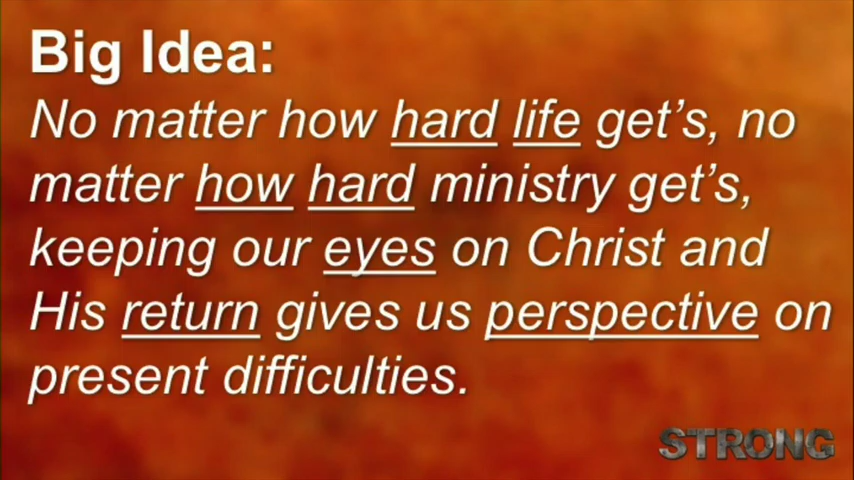 Big Idea:
No matter how hard life get’s, no
matter how hard ministry get’s,
keeping our eyes on Christ and
His return gives us perspective on
present difficulties.
STRONG